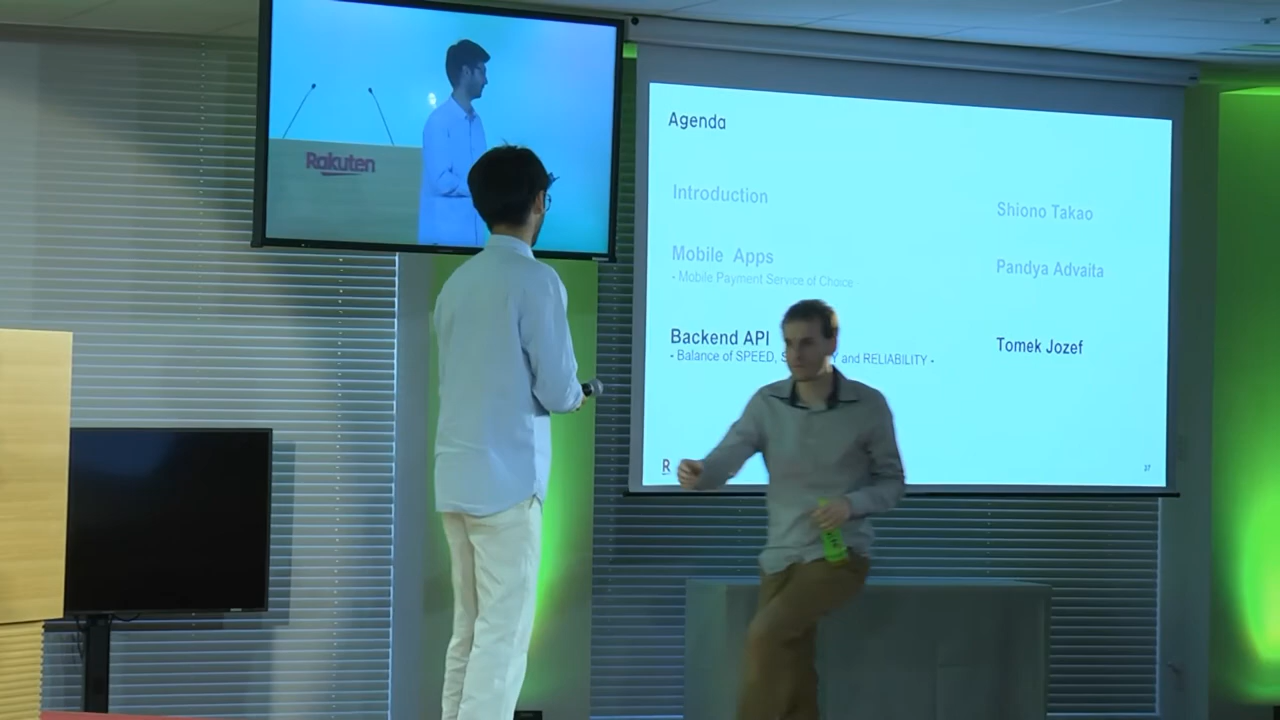 Rakuten
Agenda
Introduction
Shiono Takao
Mobile Apps
- Mobile Payment Service of Choice -
Pandya Advaita
Backend API
- Balance of SPEED, and RELIABILITY -
Tomek Jozef
R
37